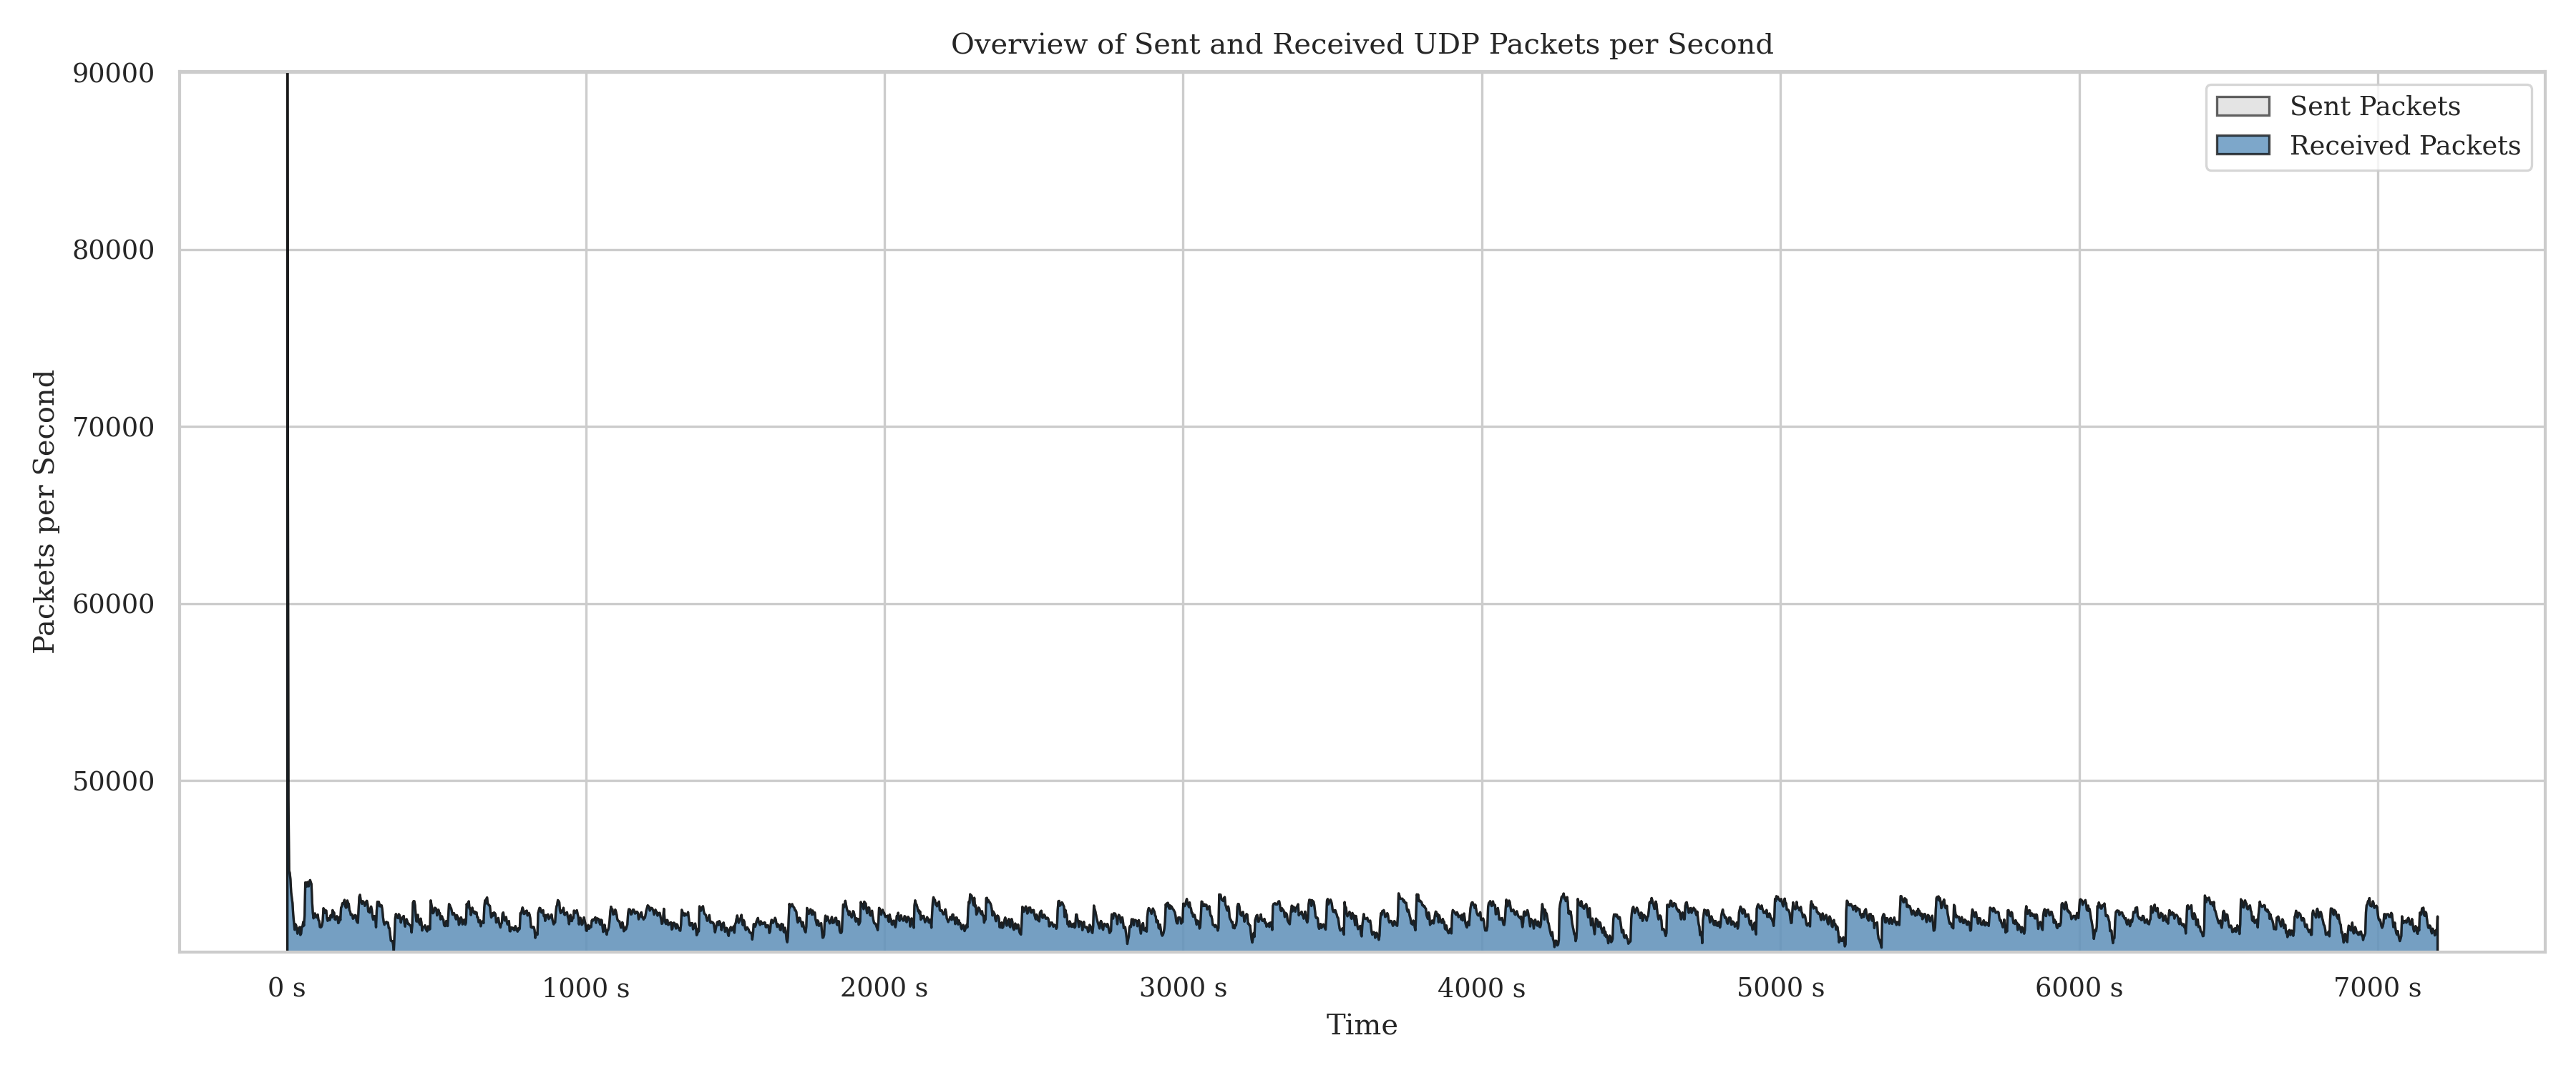 Overview of Sent and Received UDP Packets per Second
90000
80000
70000
60000
50000
Packets per Second
Sent Packets
Received Packets
0 s
1000 s
2000 s
3000 s
4000 s
5000 s
6000 s
7000 s
Time